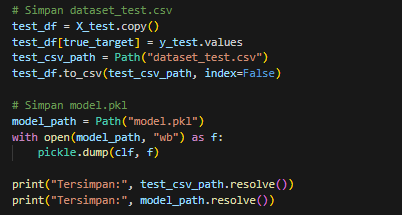 # Simpan dataset_test.csv
test_df = X_test.copy()
test_df[true_target] = y_test.values
test_csv_path = Path("dataset_test.csv")
test_df.to_csv(test_csv_path, index=False)

# Simpan model.pkl
model_path = Path("model.pkl")
with open(model_path, "wb") as f:
    pickle.dump(clf, f)

print("Tersimpan:", test_csv_path.resolve())
print("Tersimpan:", model_path.resolve())